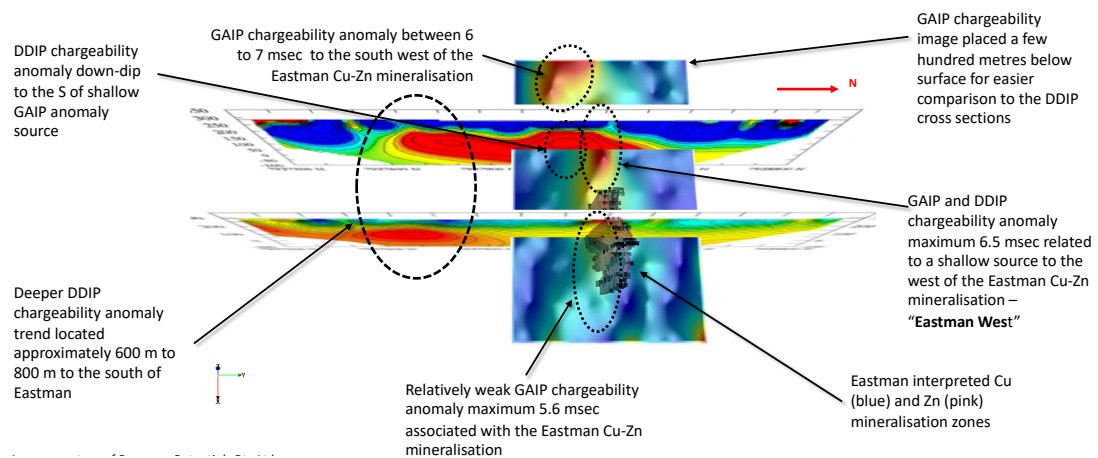 GAIP chargeability
image placed a few
hundred metres below
surface for easier
comparison to the DDIP
cross sections
GAIP chargeability anomaly between 6
to 7 msec to the south west of the
Eastman Cu-Zn mineralisation
DDIP chargeability
anomaly down-dip
to the S of shallow
GAIP anomaly
source
N
GAIP and DDIP
chargeability anomaly
maximum 6.5 msec related
to a shallow source to the
west of the Eastman Cu-Zn
mineralisation –
"Eastman West"
Deeper DDIP
chargeability anomaly
trend located
approximately 600 m to
800 m to the south of
Eastman
Y
X
Relatively weak GAIP chargeability
anomaly maximum 5.6 msec
associated with the Eastman Cu-Zn
mineralisation
Eastman interpreted Cu
(blue) and Zn (pink)
mineralisation zones